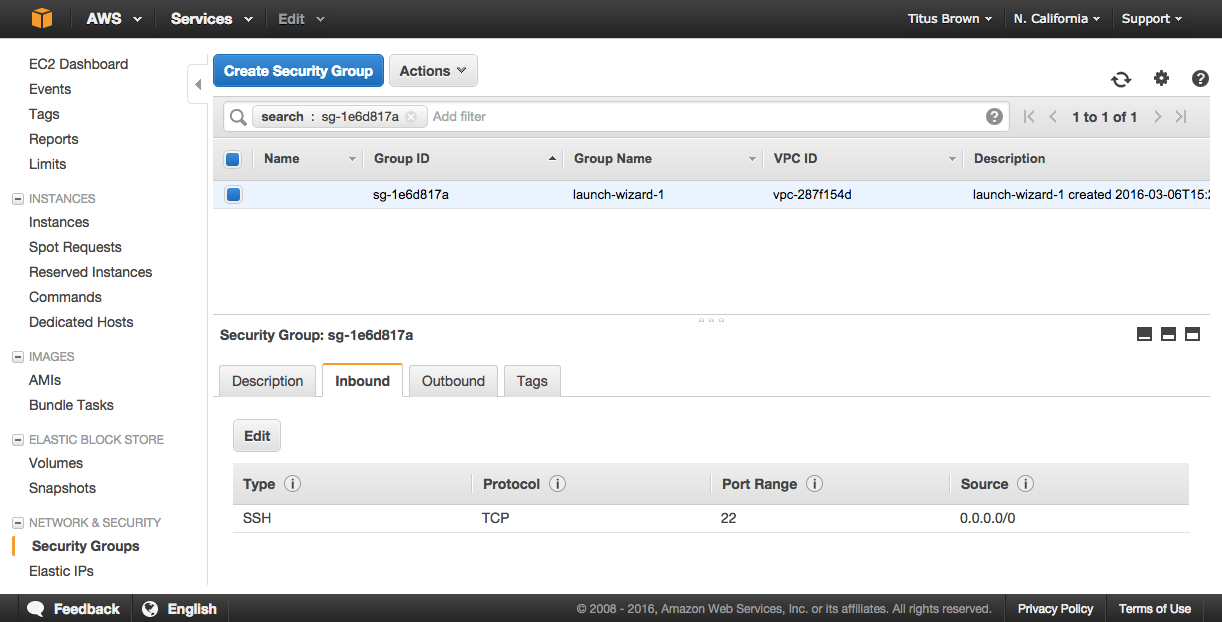 AWS Services Edit Titus Brown N. California Support
EC2 Dashboard
Events
Tags
Reports
Limits
INSTANCES
Instances
Spot Requests
Reserved Instances
Commands
Dedicated Hosts
IMAGES
AMIs
Bundle Tasks
ELASTIC BLOCK STORE
Volumes
Snapshots
NETWORK & SECURITY
Security Groups
Elastic IPs
Create Security Group Actions
search : sg-1e6d817a Add filter 1 to 1 of 1
Name Group ID Group Name VPC ID Description
sg-1e6d817a launch-wizard-1 vpc-287f154d launch-wizard-1 created 2016-03-06T15:2
Security Group: sg-1e6d817a
Description Inbound Outbound Tags
Edit
Type Protocol Port Range Source
SSH TCP 22 0.0.0.0/0
Feedback English © 2008 - 2016, Amazon Web Services, Inc. or its affiliates. All rights reserved. Privacy Policy Terms of Use